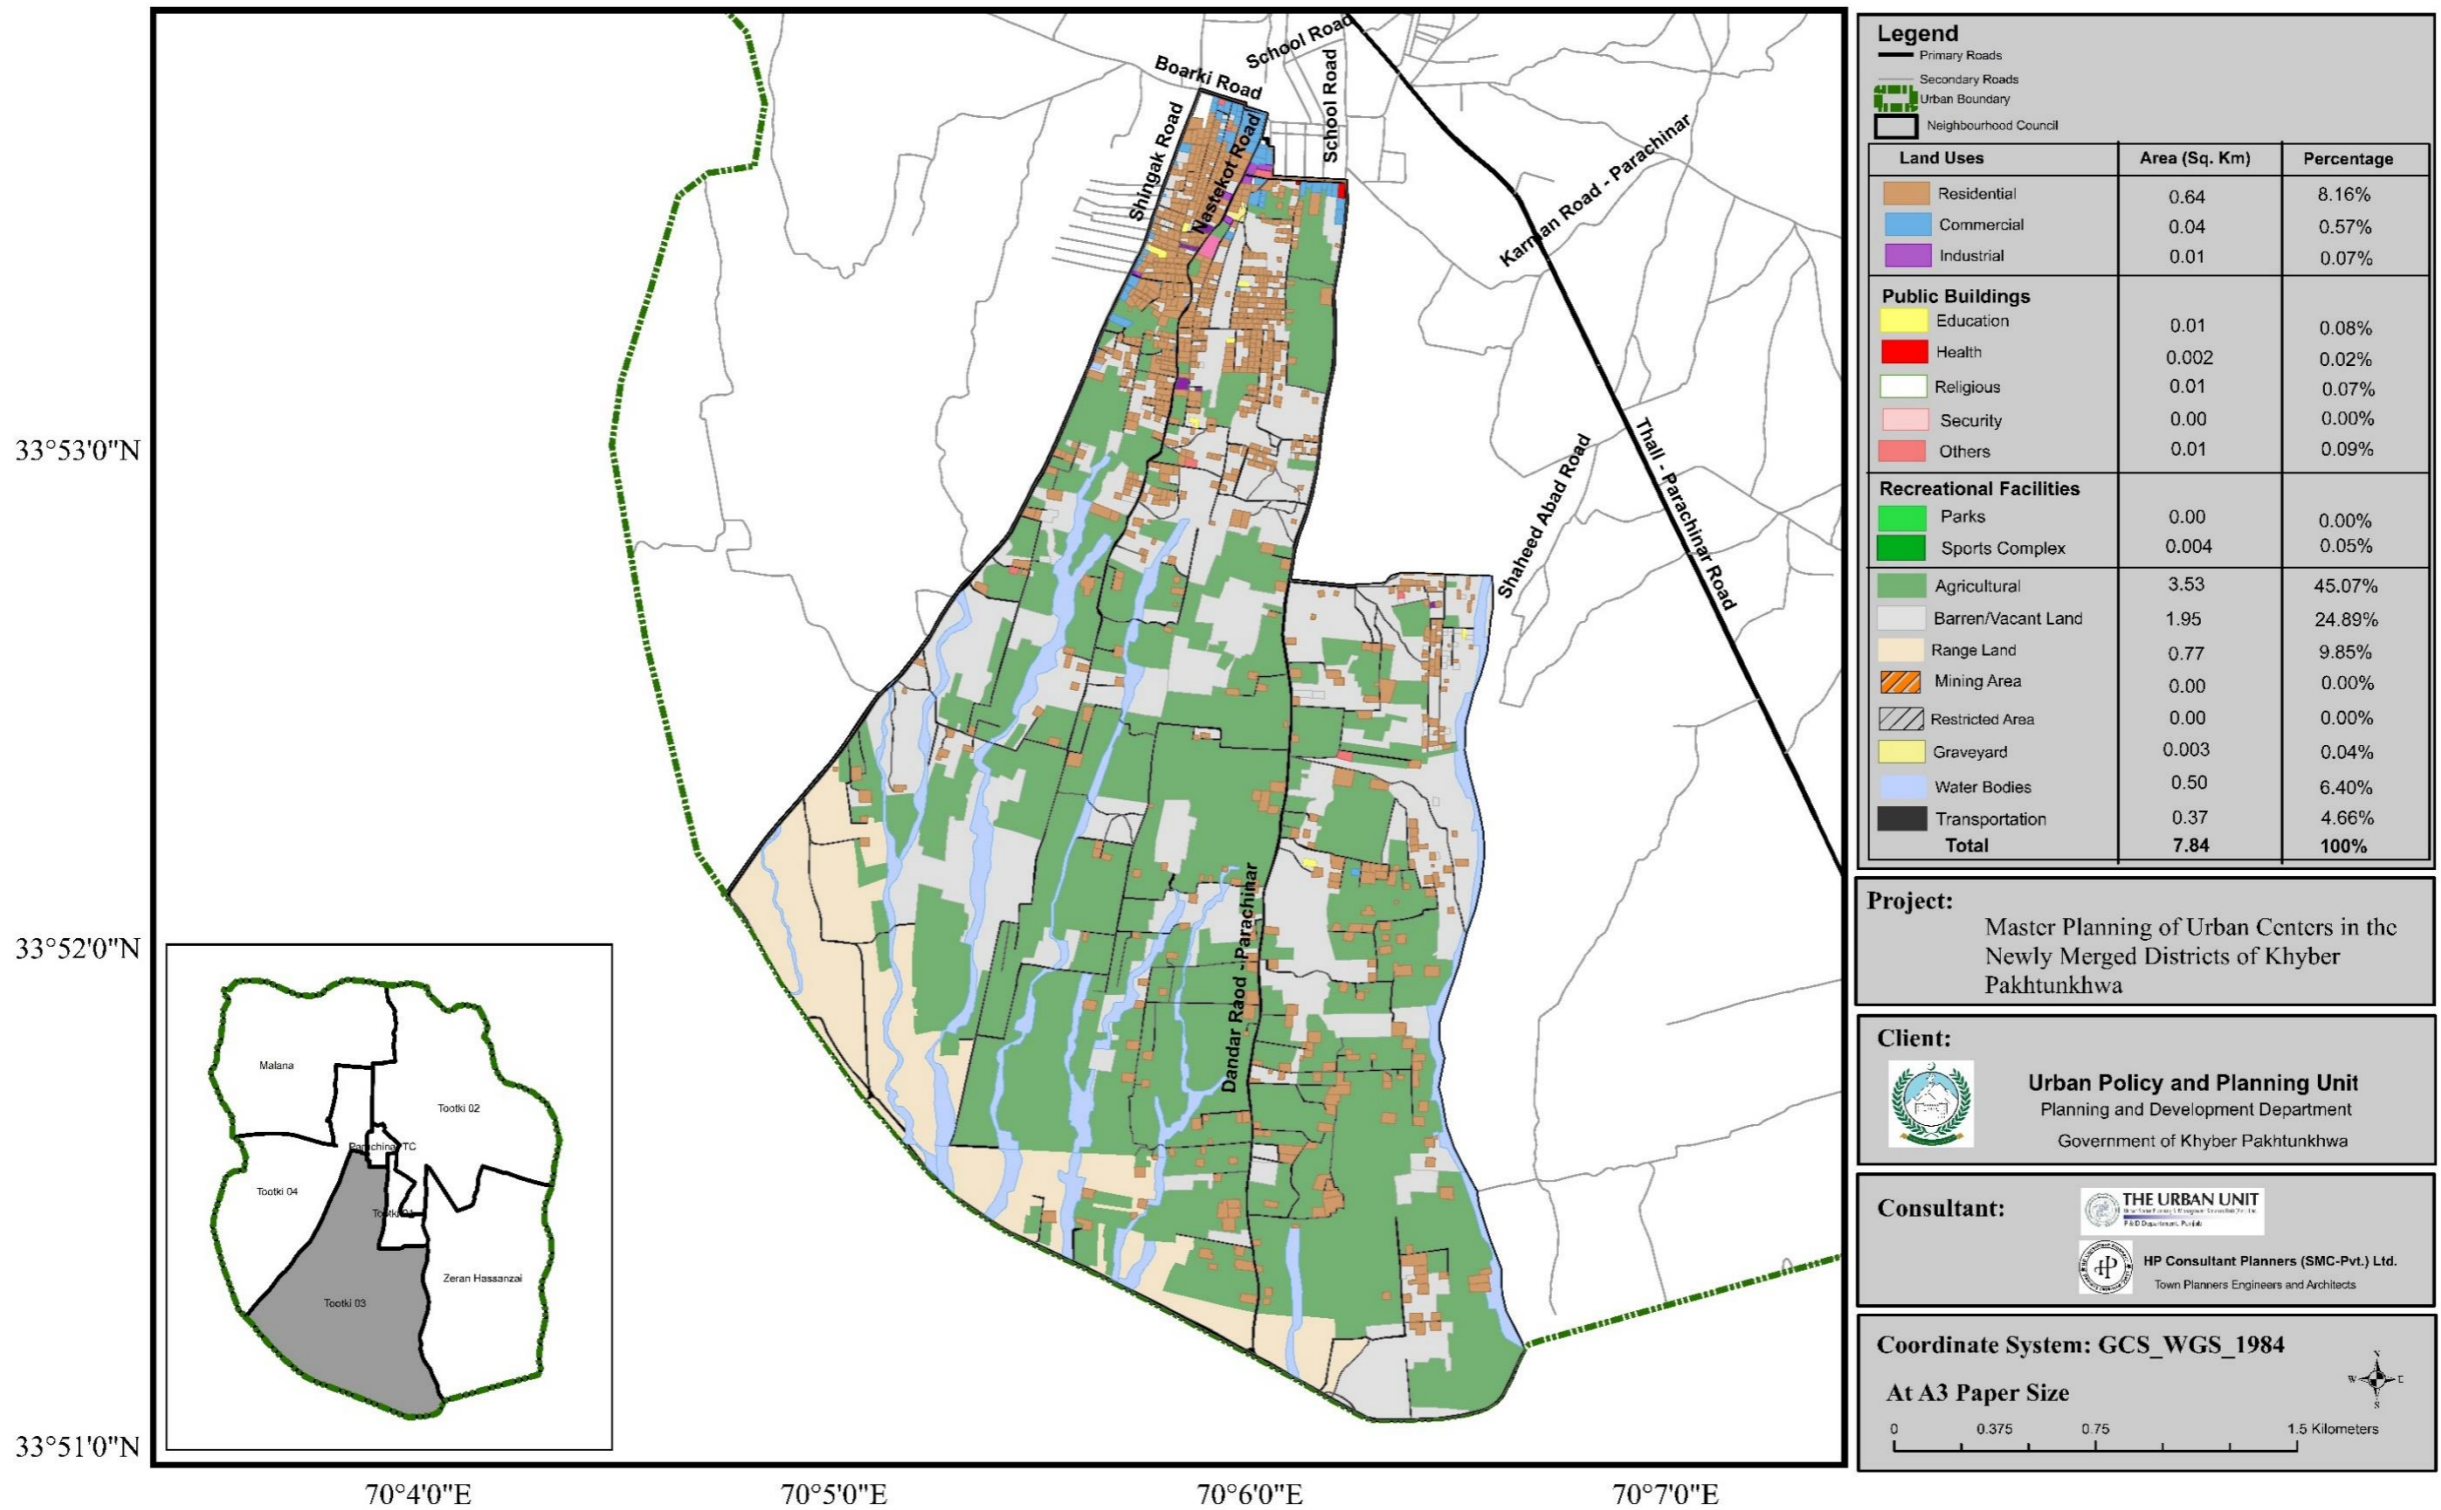 Boarki Road
School Road
School Road
Shingak Road
Nastekot Road
Karman Road - Parachinar
Thall - Parachinar Road
Shaheed Abad Road
Dandar Raod - Parachinar
33°53'0"N
33°52'0"N
33°51'0"N
70°4'0"E
70°5'0"E
70°6'0"E
70°7'0"E
Malana
Tootki 02
Parachinar TC
Tootki 04
Tootki 01
Zeran Hassanzai
Tootki 03
Legend
Primary Roads
Secondary Roads
Urban Boundary
Neighbourhood Council
Land Uses Area (Sq. Km) Percentage
Residential 0.64 8.16%
Commercial 0.04 0.57%
Industrial 0.01 0.07%
Public Buildings
Education 0.01 0.08%
Health 0.002 0.02%
Religious 0.01 0.07%
Security 0.00 0.00%
Others 0.01 0.09%
Recreational Facilities
Parks 0.00 0.00%
Sports Complex 0.004 0.05%
Agricultural 3.53 45.07%
Barren/Vacant Land 1.95 24.89%
Range Land 0.77 9.85%
Mining Area 0.00 0.00%
Restricted Area 0.00 0.00%
Graveyard 0.003 0.04%
Water Bodies 0.50 6.40%
Transportation 0.37 4.66%
Total 7.84 100%
Project:
Master Planning of Urban Centers in the
Newly Merged Districts of Khyber
Pakhtunkhwa
Client:
Urban Policy and Planning Unit
Planning and Development Department
Government of Khyber Pakhtunkhwa
Consultant:
THE URBAN UNIT
P & D Department, Punjab
HP Consultant Planners (SMC-Pvt.) Ltd.
Town Planners Engineers and Architects
Coordinate System: GCS_WGS_1984
At A3 Paper Size
N
W E
S
0 0.375 0.75 1.5 Kilometers